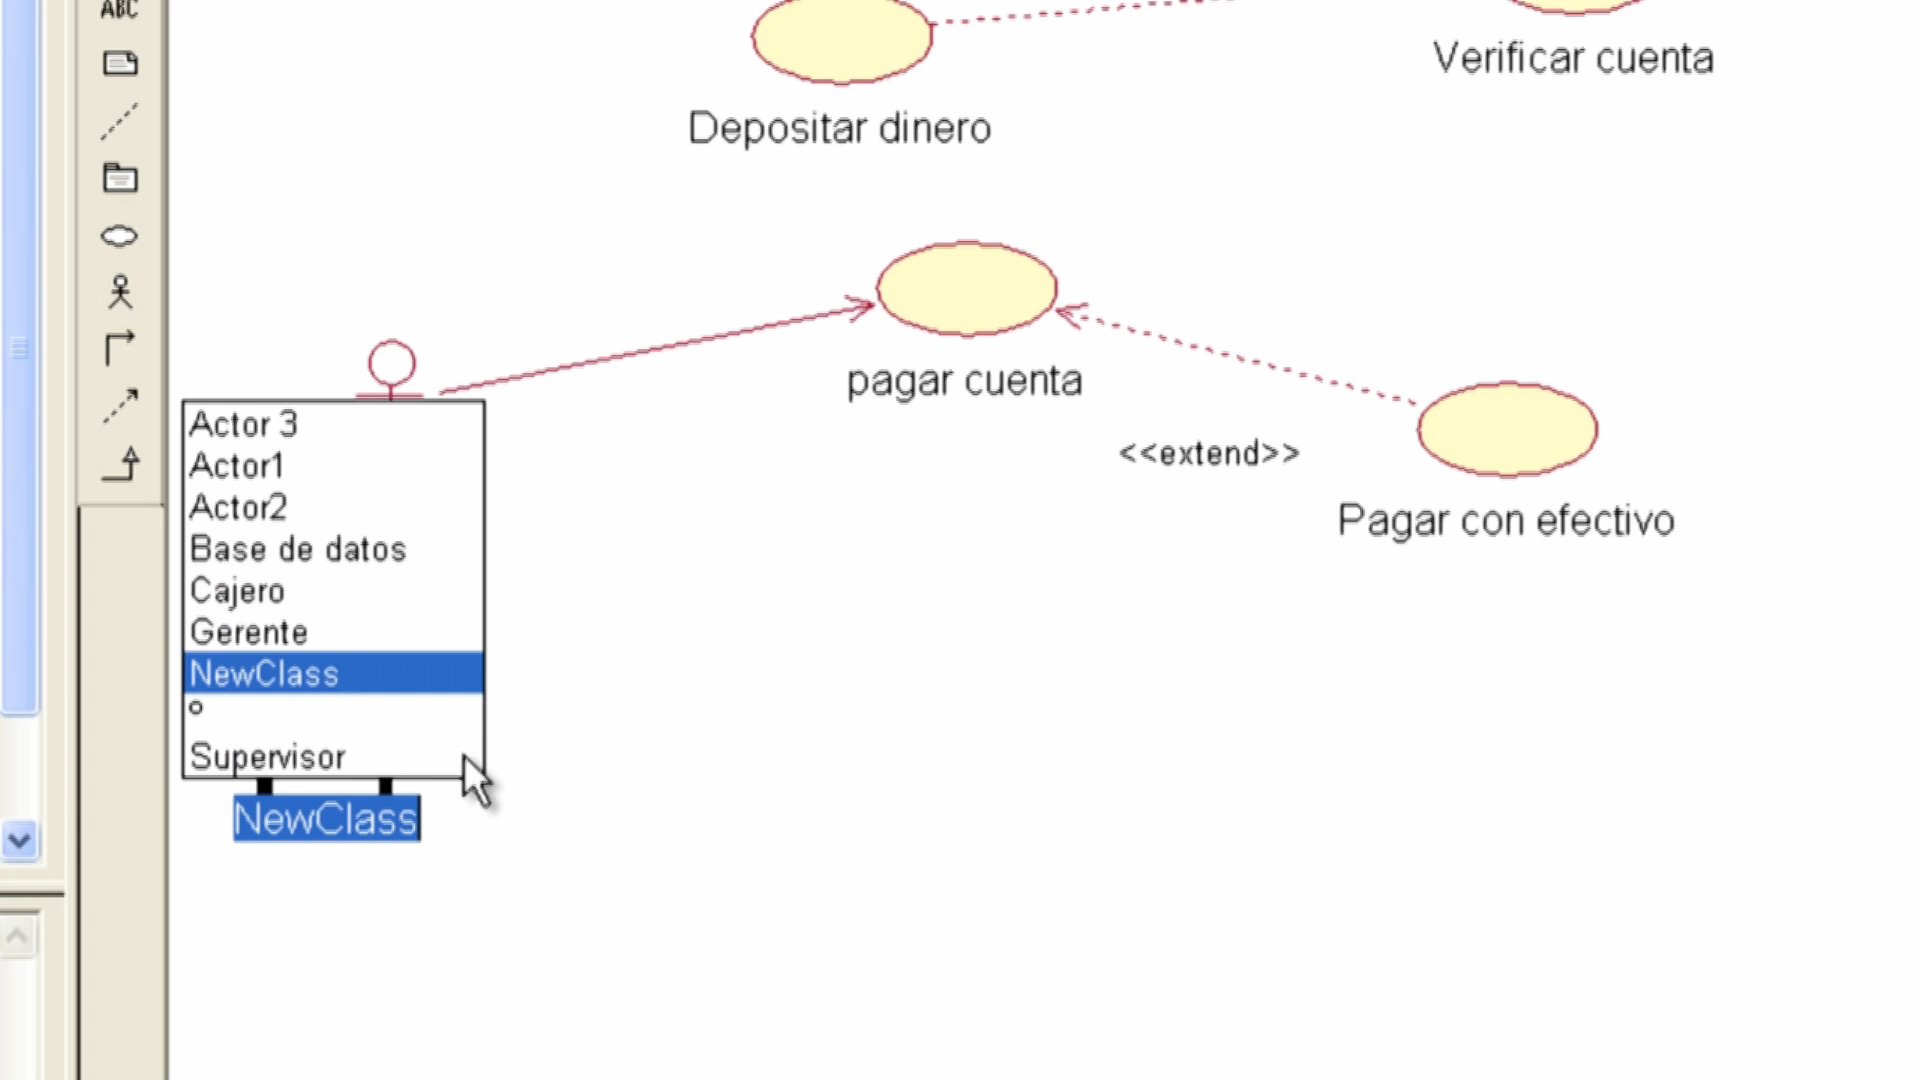 ABC
Verificar cuenta
Depositar dinero
pagar cuenta
Actor 3
Actor1
Actor2
Base de datos
Cajero
Gerente
NewClass
o
Supervisor
<<extend>>
Pagar con efectivo
NewClass